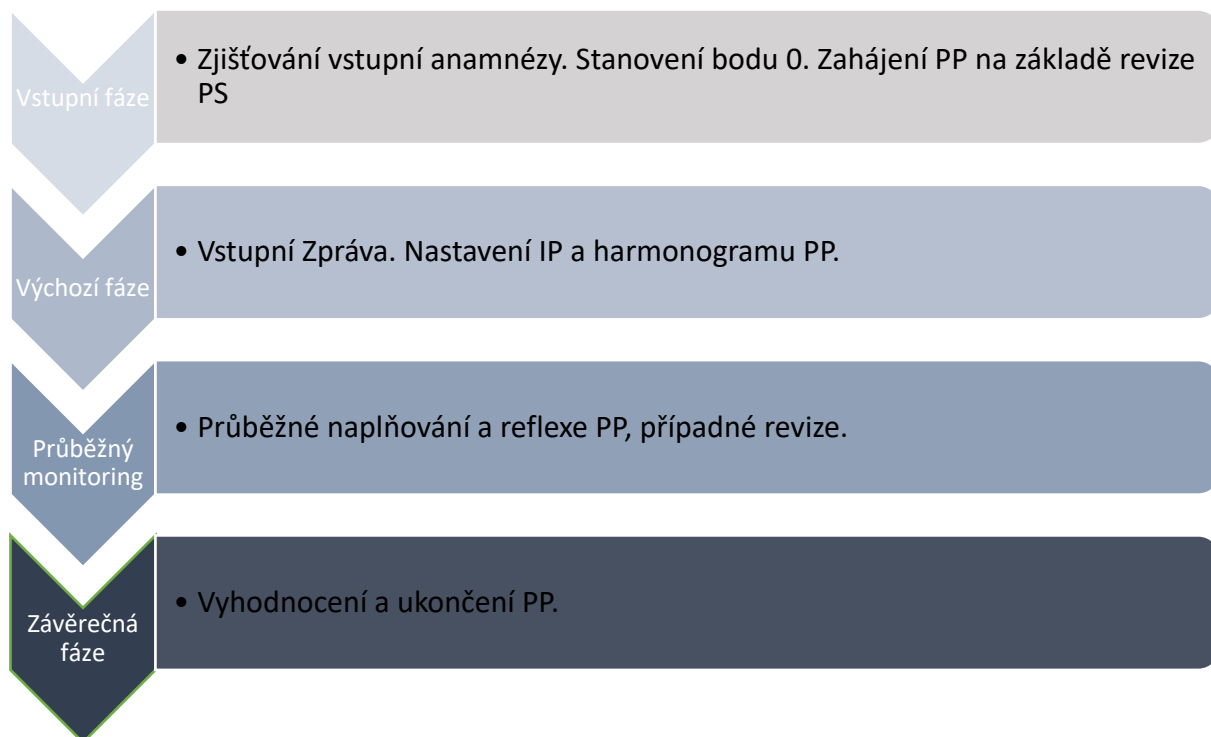 Vstupní fáze
• Zjišťování vstupní anamnézy. Stanovení bodu 0. Zahájení PP na základě revize
PS
Výchozí fáze
• Vstupní Zpráva. Nastavení IP a harmonogramu PP.
Průběžný
monitoring
• Průběžné naplňování a reflexe PP, případné revize.
Závěrečná
fáze
• Vyhodnocení a ukončení PP.